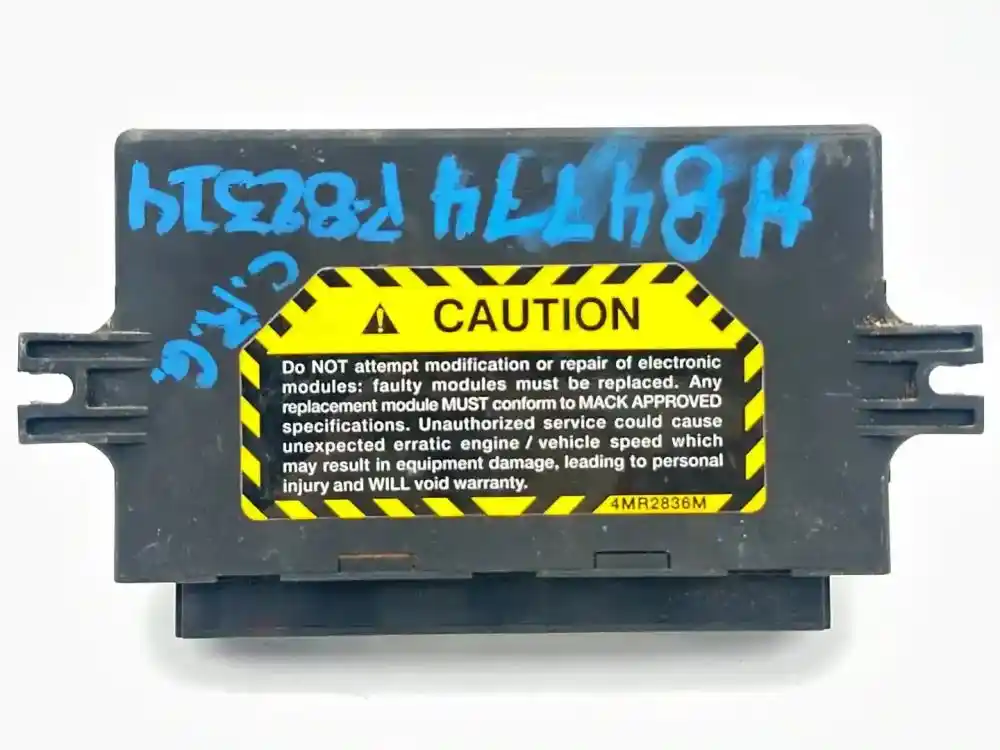 H84774 P82314
C.R.G.
CAUTION
Do NOT attempt modification or repair of electronic
modules: faulty modules must be replaced. Any
replacement module MUST conform to MACK APPROVED
specifications. Unauthorized service could cause
unexpected erratic engine / vehicle speed which
may result in equipment damage, leading to personal
injury and WILL void warranty.
4MR2836M